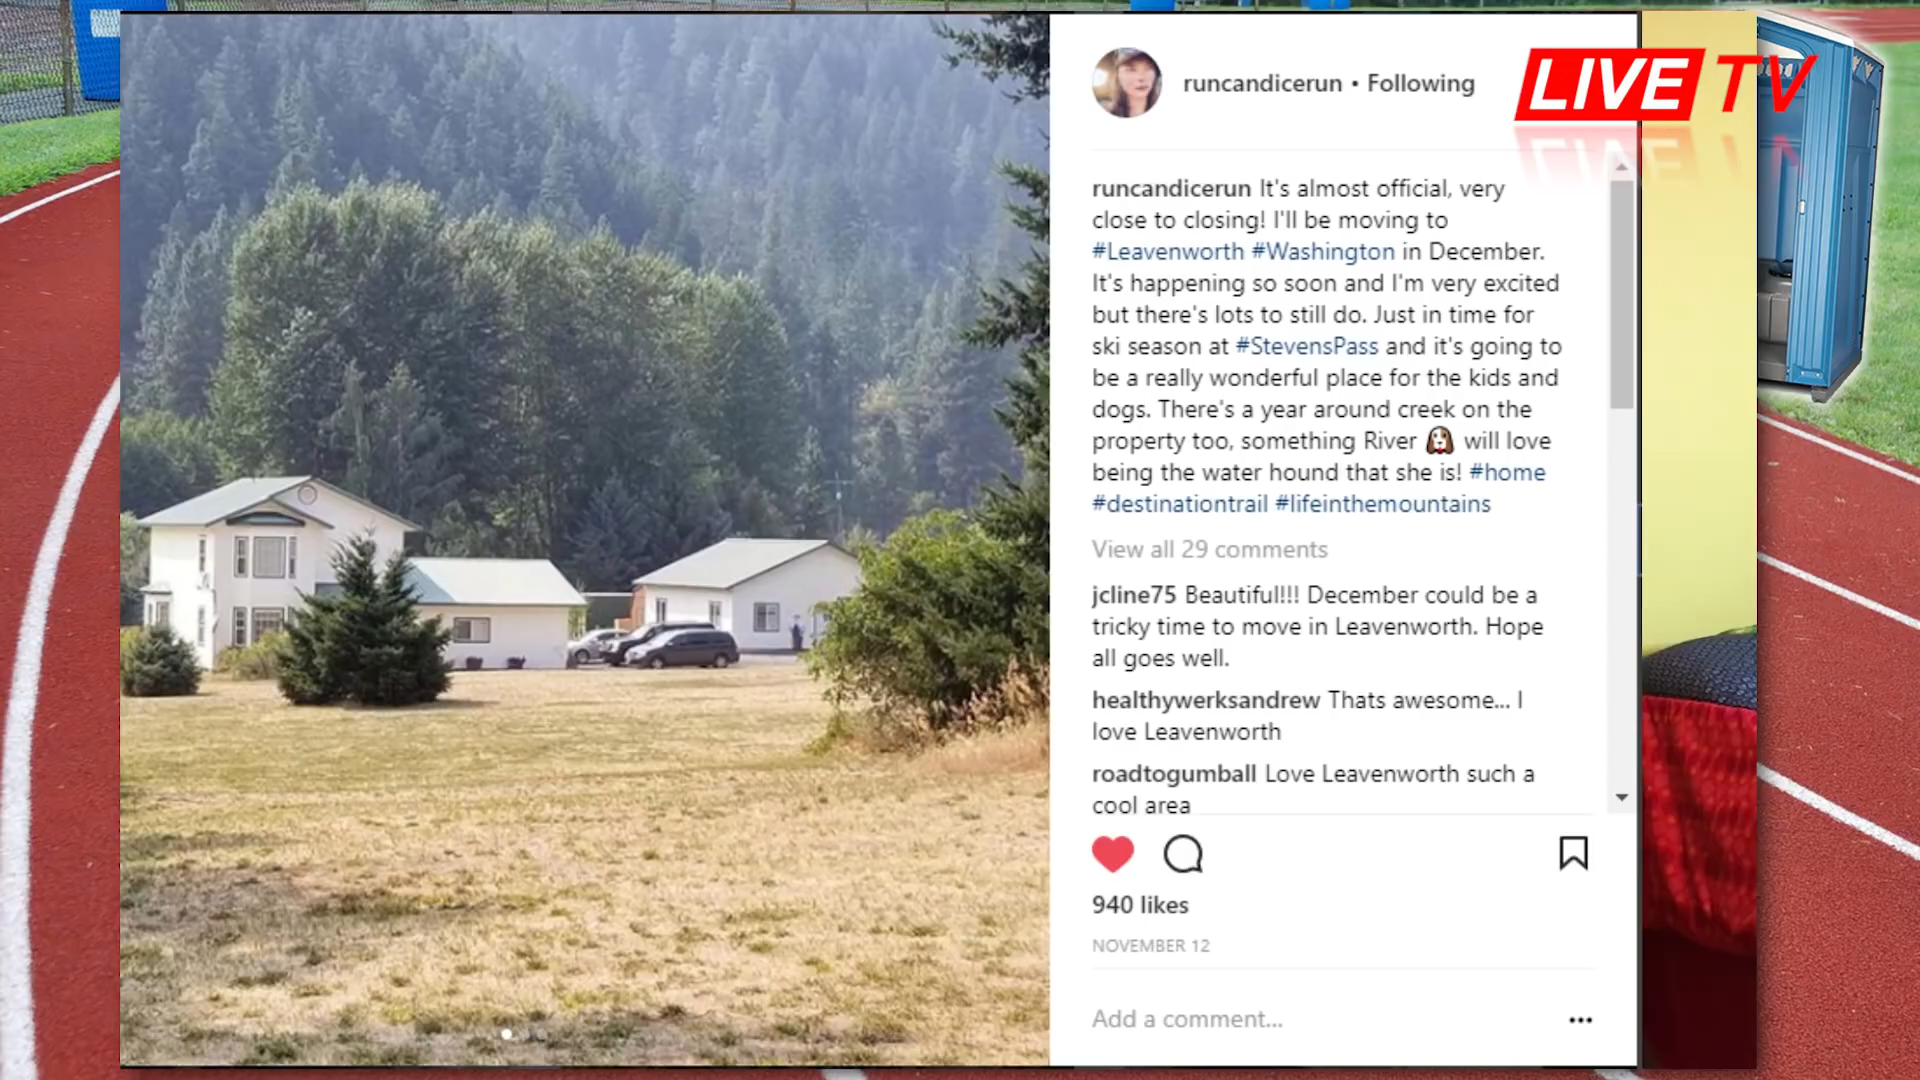 LIVE TV
runcandicerun • Following
runcandicerun It's almost official, very
close to closing! I'll be moving to
#Leavenworth #Washington in December.
It's happening so soon and I'm very excited
but there's lots to still do. Just in time for
ski season at #StevensPass and it's going to
be a really wonderful place for the kids and
dogs. There's a year around creek on the
property too, something River 🐶 will love
being the water hound that she is! #home
#destinationtrail #lifeinthemountains
View all 29 comments
jcline75 Beautiful!!! December could be a
tricky time to move in Leavenworth. Hope
all goes well.
healthywerksandrew Thats awesome... I
love Leavenworth
roadtogumball Love Leavenworth such a
cool area
940 likes
NOVEMBER 12
Add a comment...